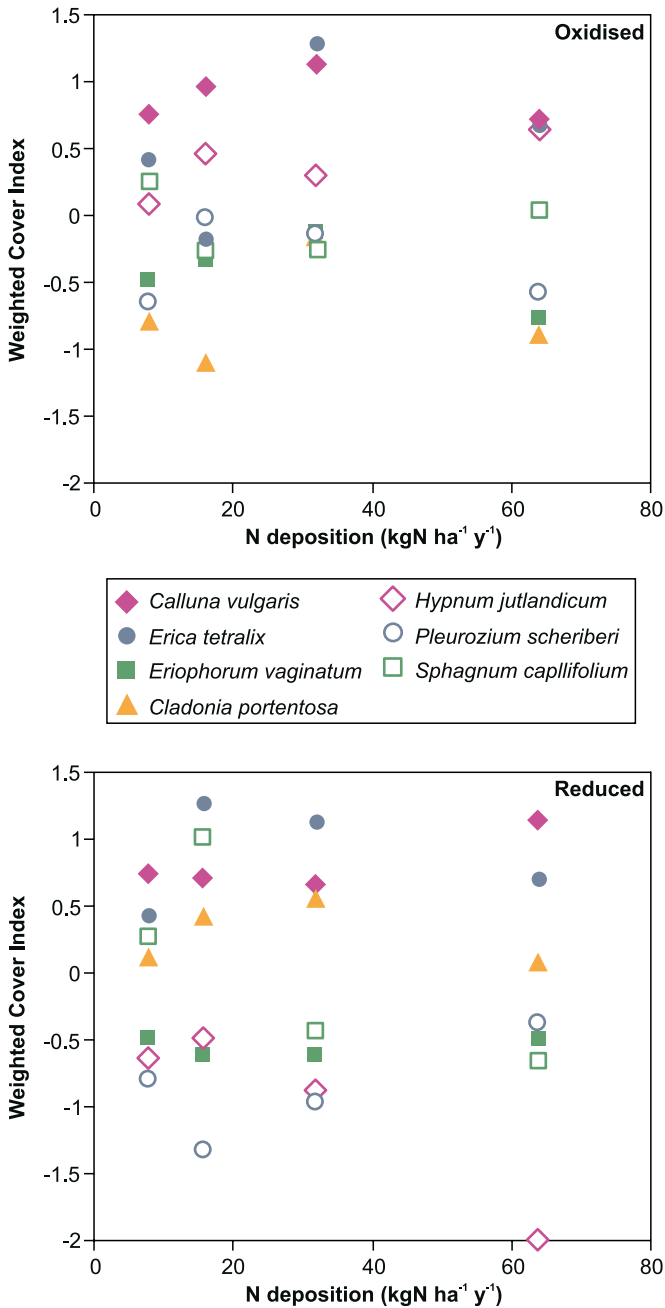 Oxidised
1.5
1
0.5
0
-0.5
-1
-1.5
-2
Weighted Cover Index
0 20 40 60 80
N deposition (kgN ha⁻¹ y⁻¹)
Calluna vulgaris Hypnum jutlandicum
Erica tetralix Pleurozium scheriberi
Eriophorum vaginatum Sphagnum capllifolium
Cladonia portentosa
Reduced
1.5
1
0.5
0
-0.5
-1
-1.5
-2
Weighted Cover Index
0 20 40 60 80
N deposition (kgN ha⁻¹ y⁻¹)